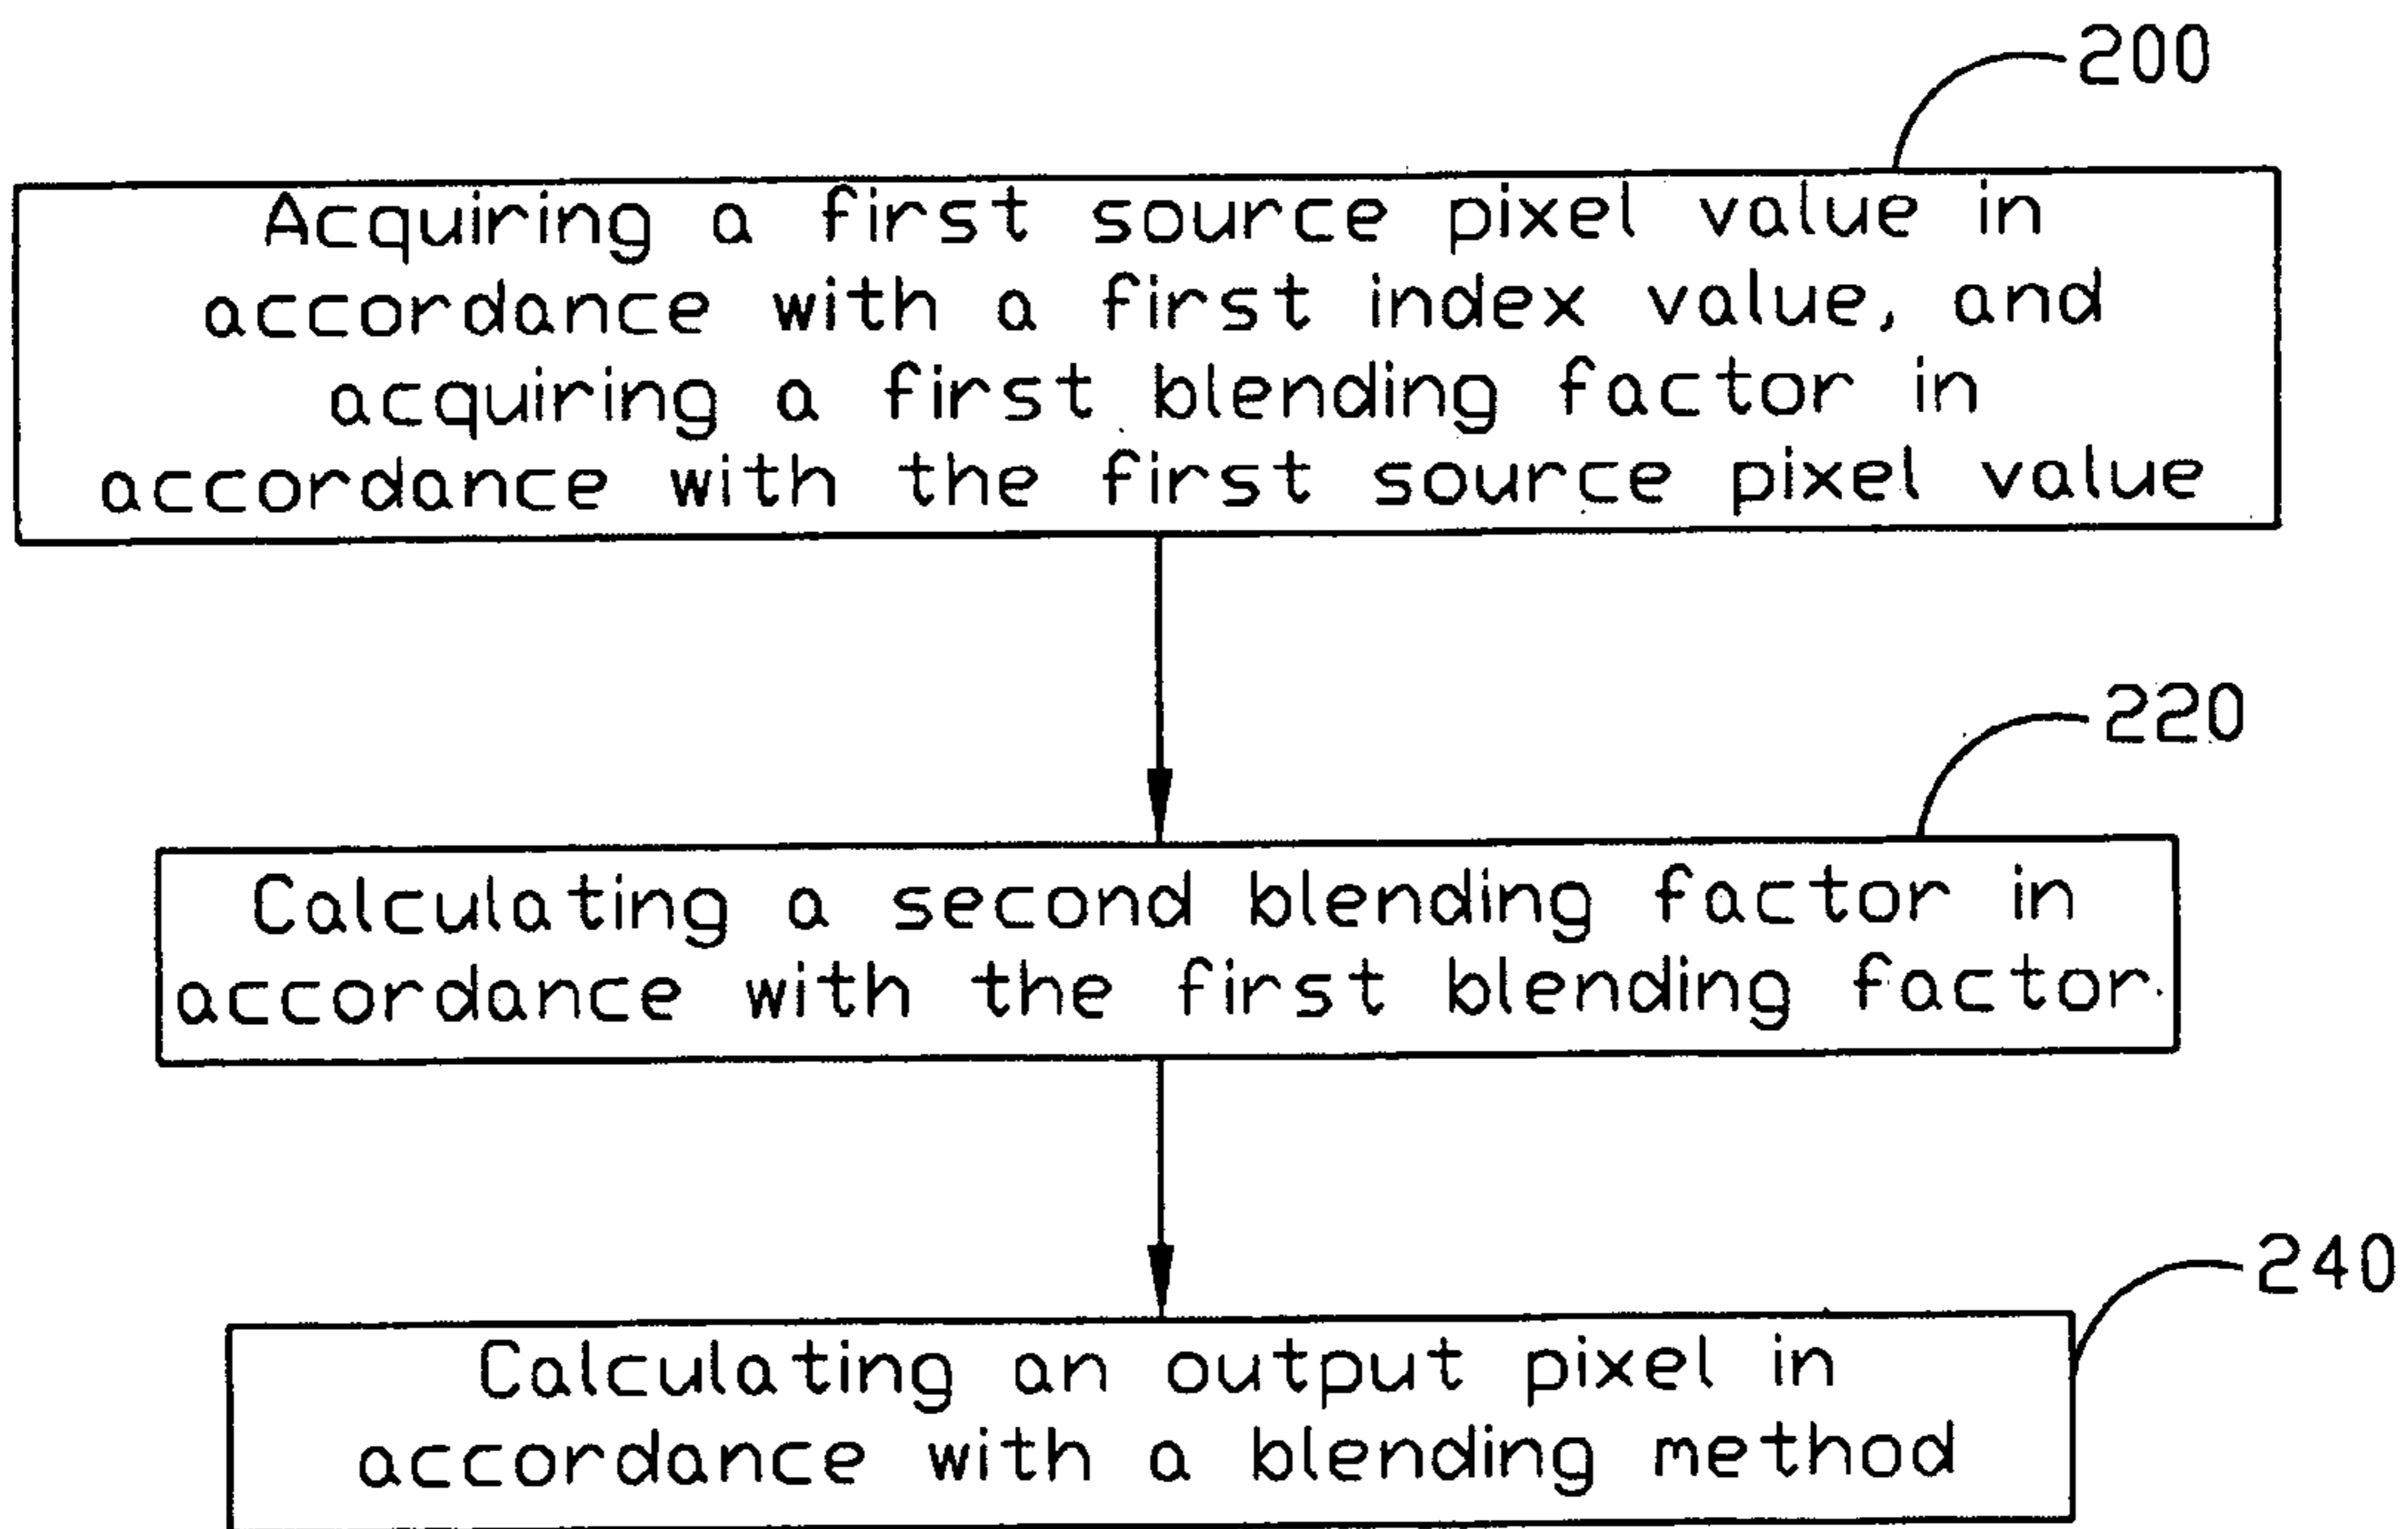 200
Acquiring a first source pixel value in
accordance with a first index value, and
acquiring a first blending factor in
accordance with the first source pixel value
220
Calculating a second blending factor in
accordance with the first blending factor.
240
Calculating an output pixel in
accordance with a blending method